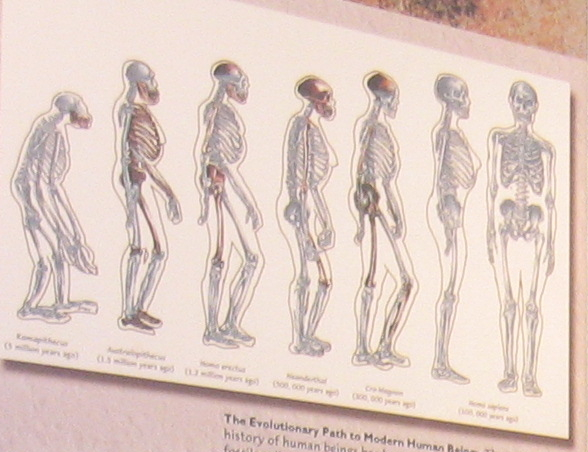 Ramapithecus
(5 million years ago)
Australopithecus
(1.5 million years ago)
Homo erectus
(1.2 million years ago)
Neanderthal
(500,000 years ago)
Cro-Magnon
(300,000 years ago)
Homo sapiens
years ago)
The Evolutionary Path to Modern Human Beings
history of human beings